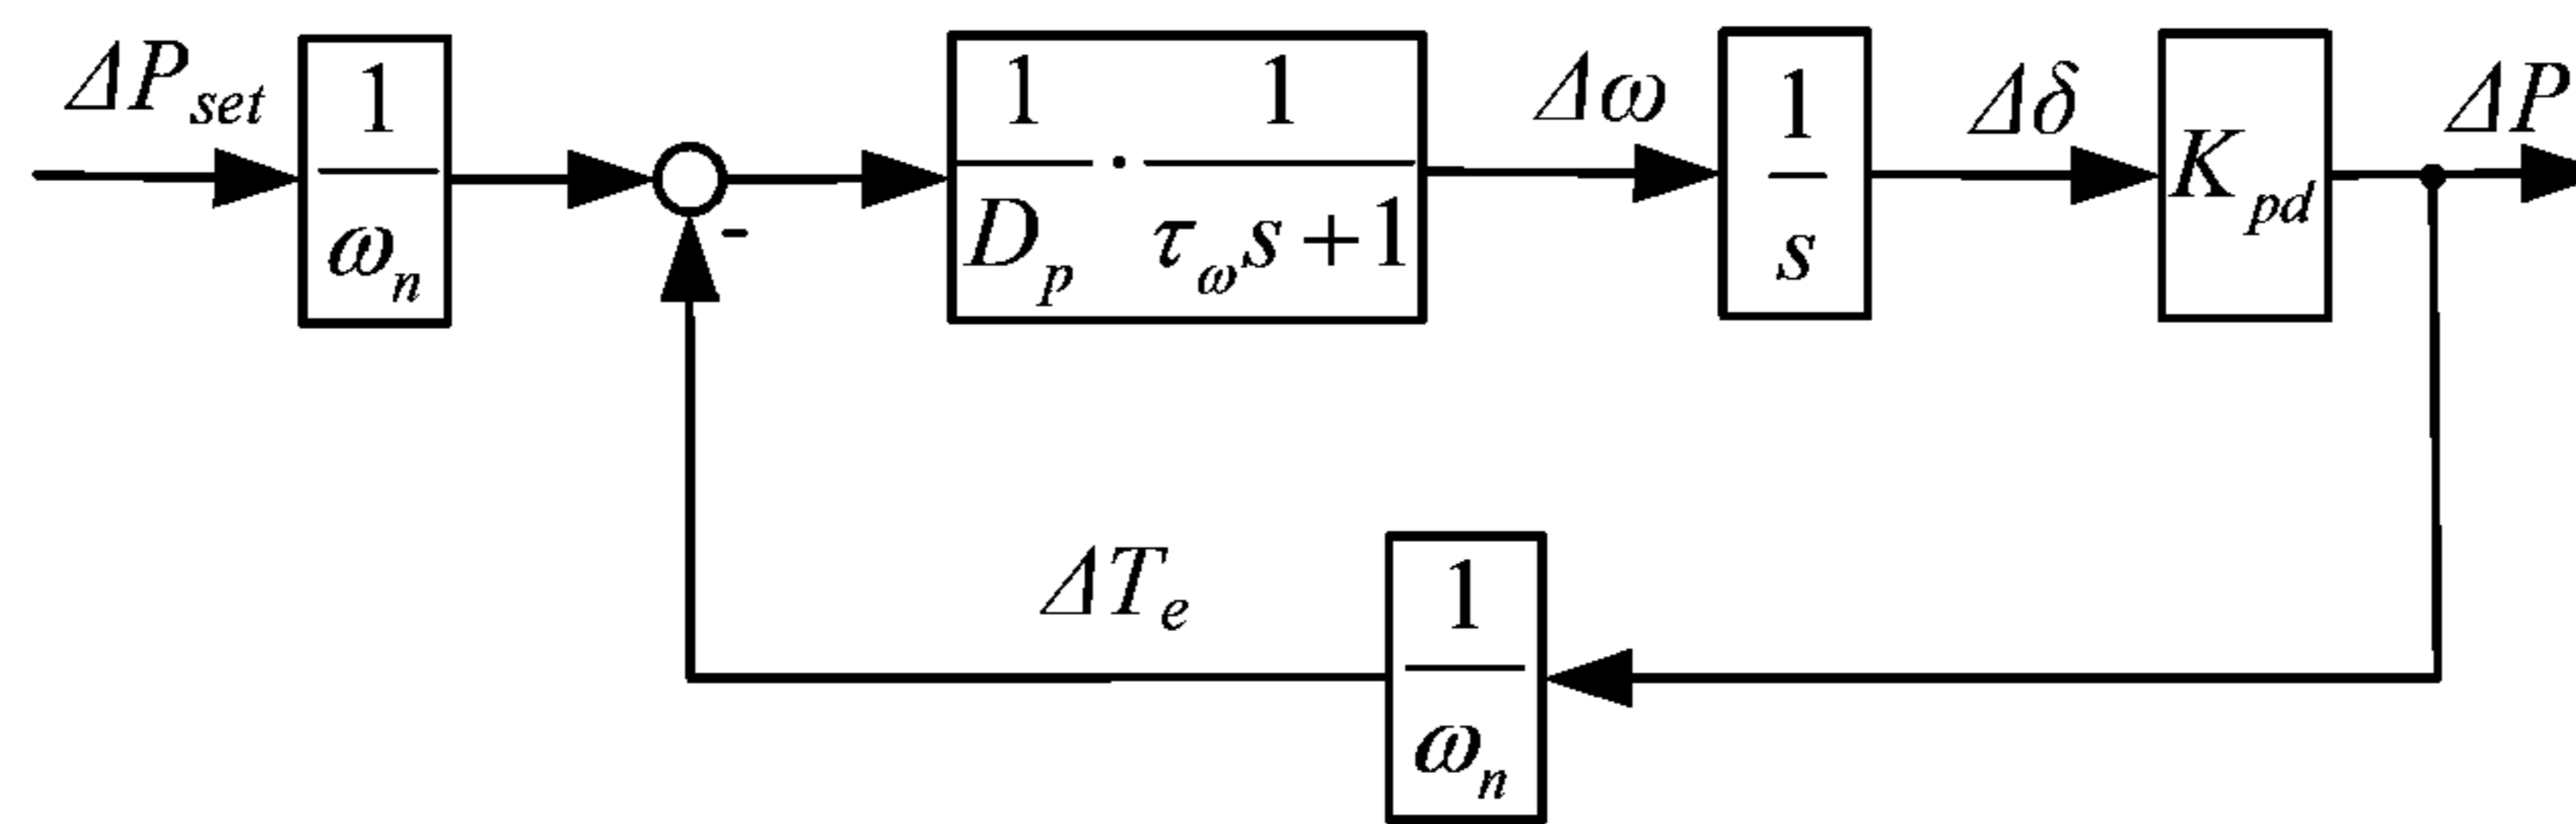 ΔP_set
1/ω_n
-
1/D_p · 1/(τ_ω s+1)
Δω
1/s
Δδ
K_pd
ΔP
ΔT_e
1/ω_n